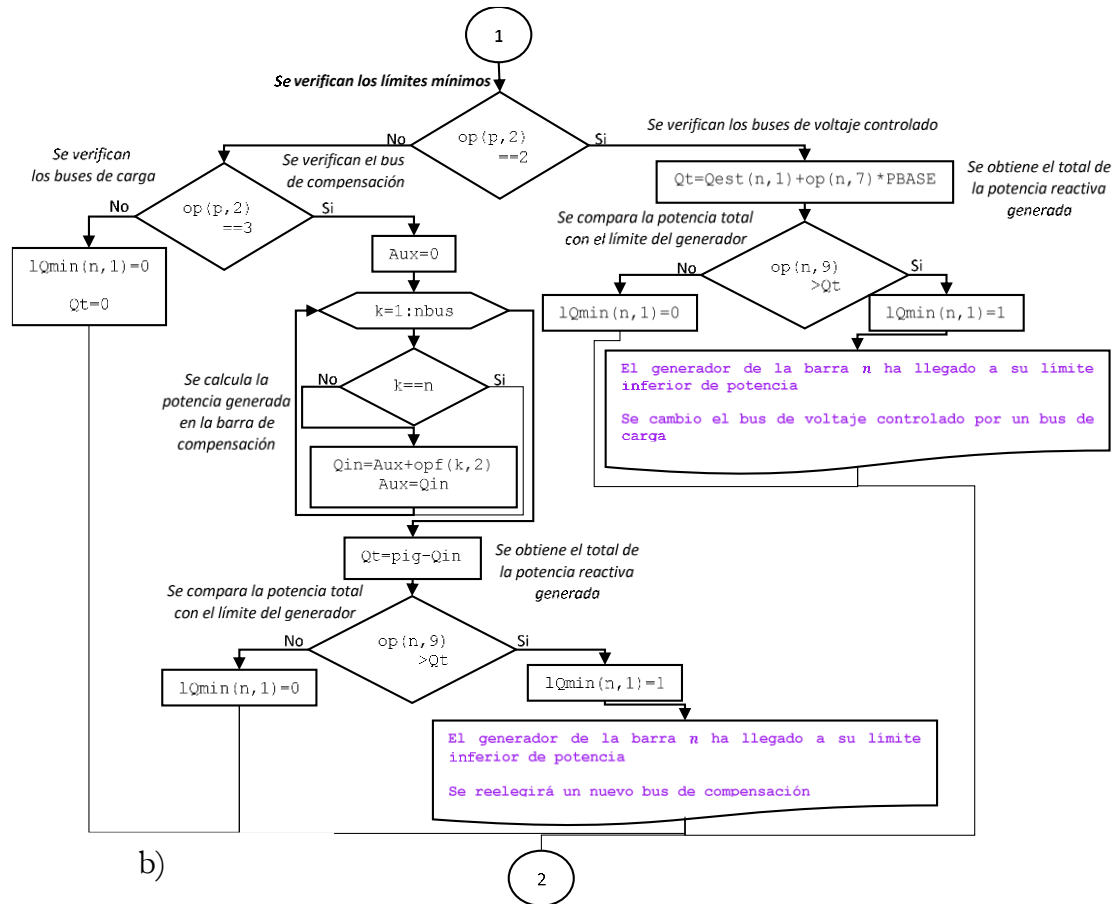 1
Se verifican los límites mínimos
op(p,2)
==2
No
Si
Se verifican los buses de voltaje controlado
Se verifican
los buses de carga
Se verifican el bus
de compensación
op(p,2)
==3
No
Si
lQmin(n,1)=0
Qt=0
Aux=0
k=1:nbus
k==n
No
Si
Se calcula la
potencia generada
en la barra de
compensación
Qin=Aux+opf(k,2)
Aux=Qin
Qt=pig-Qin
Se obtiene el total de
la potencia reactiva
generada
Se compara la potencia total
con el límite del generador
op(n,9)
>Qt
No
Si
lQmin(n,1)=0
lQmin(n,1)=1
El generador de la barra n ha llegado a su límite
inferior de potencia
Se reelegirá un nuevo bus de compensación
Qt=Qest(n,1)+op(n,7)*PBASE
Se obtiene el total de
la potencia reactiva
generada
Se compara la potencia total
con el límite del generador
op(n,9)
>Qt
No
Si
lQmin(n,1)=0
lQmin(n,1)=1
El generador de la barra n ha llegado a su límite
inferior de potencia
Se cambio el bus de voltaje controlado por un bus de
carga
b)
2